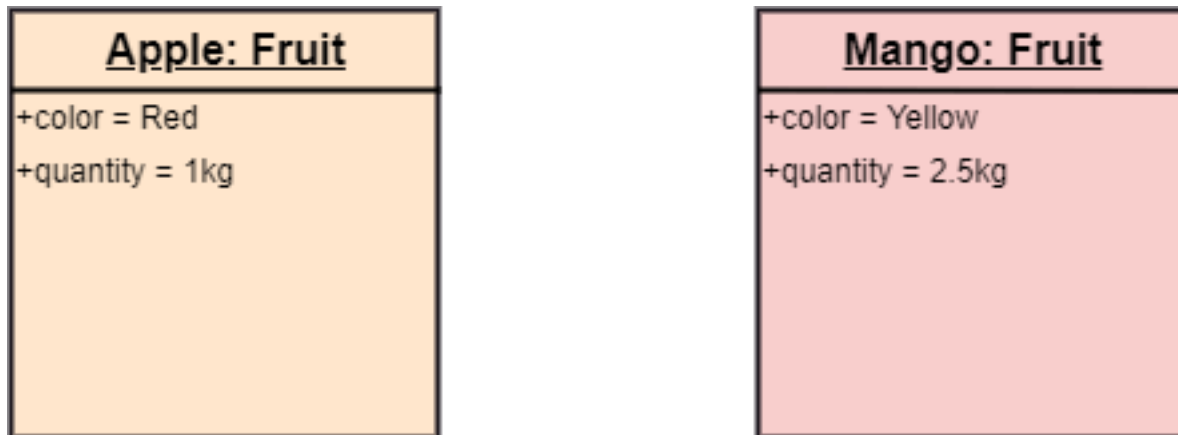 Apple: Fruit
+color = Red
+quantity = 1kg
Mango: Fruit
+color = Yellow
+quantity = 2.5kg